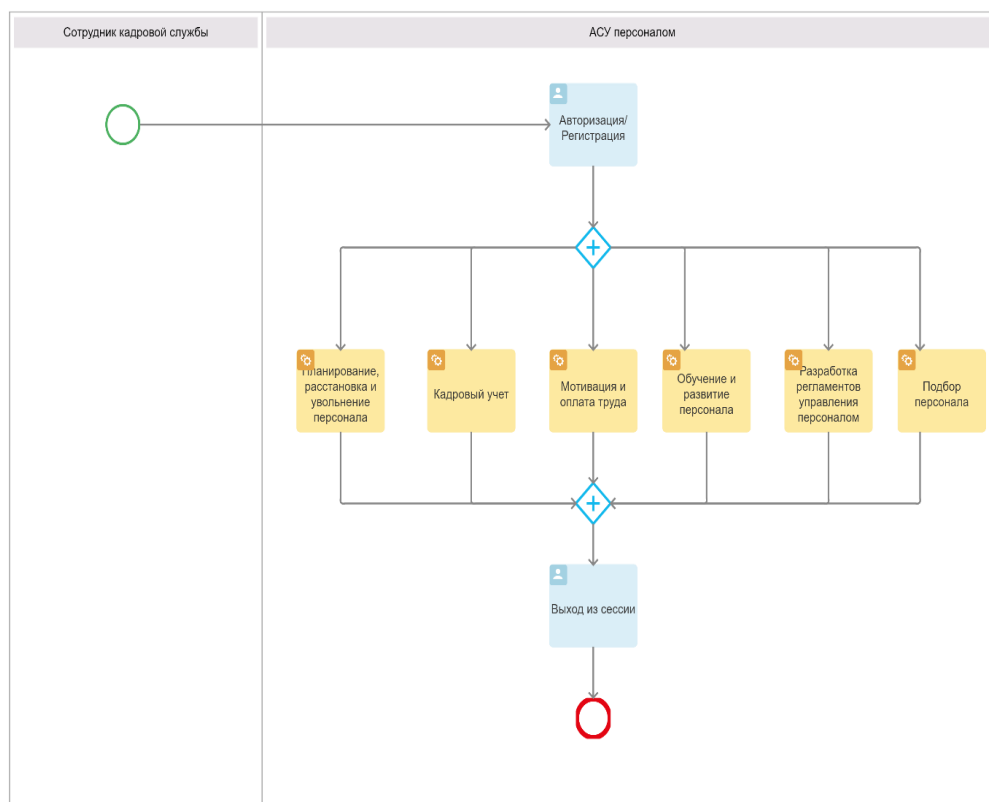 Сотрудник кадровой службы
АСУ персоналом
Авторизация/
Регистрация
Планирование,
расстановка и
увольнение
персонала
Кадровый учет
Мотивация и
оплата труда
Обучение и
развитие
персонала
Разработка
регламентов
управления
персоналом
Подбор
персонала
Выход из сессии